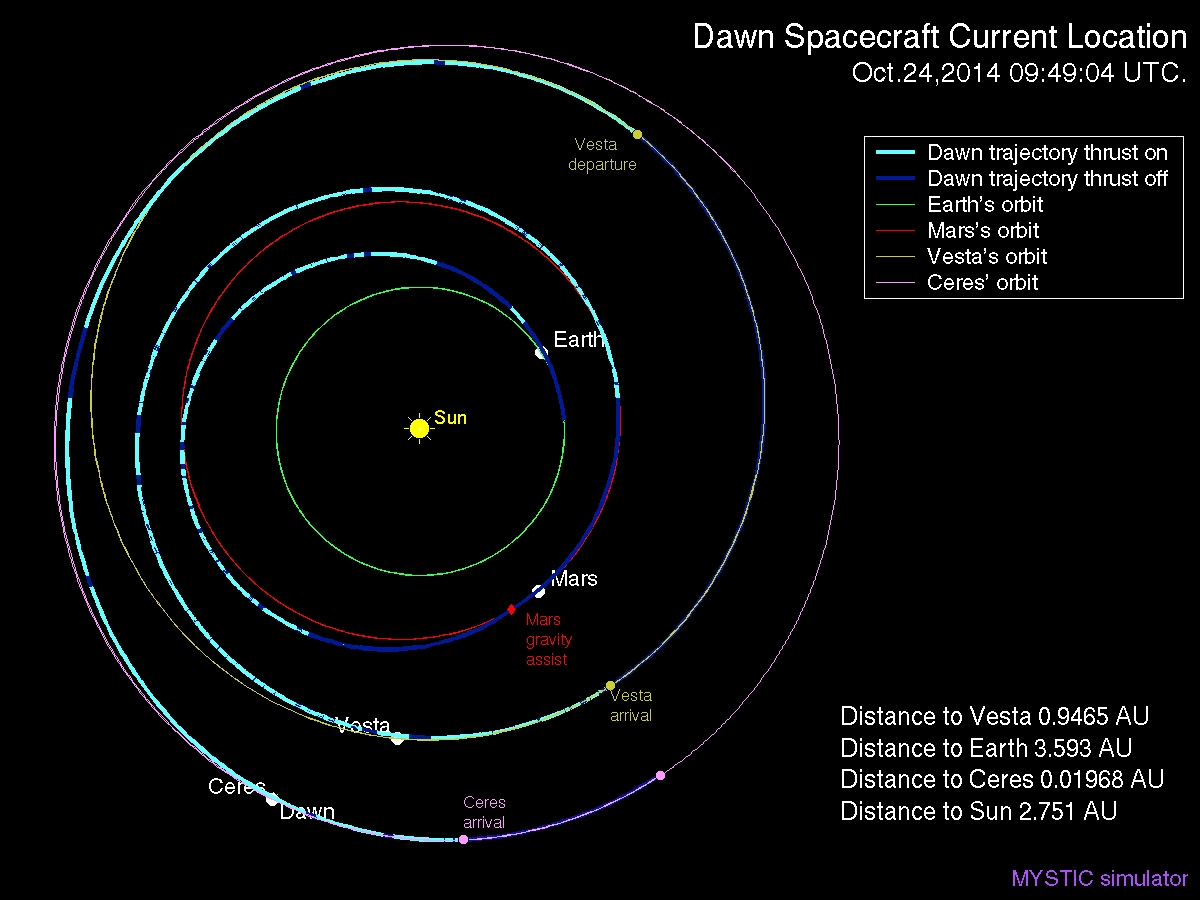 Dawn Spacecraft Current Location
Oct.24,2014 09:49:04 UTC.
Dawn trajectory thrust on
Dawn trajectory thrust off
Earth's orbit
Mars's orbit
Vesta's orbit
Ceres' orbit
Vesta
departure
Earth
Sun
Mars
Mars
gravity
assist
Vesta
arrival
Vesta
Ceres
Dawn
Ceres
arrival
Distance to Vesta 0.9465 AU
Distance to Earth 3.593 AU
Distance to Ceres 0.01968 AU
Distance to Sun 2.751 AU
MYSTIC simulator